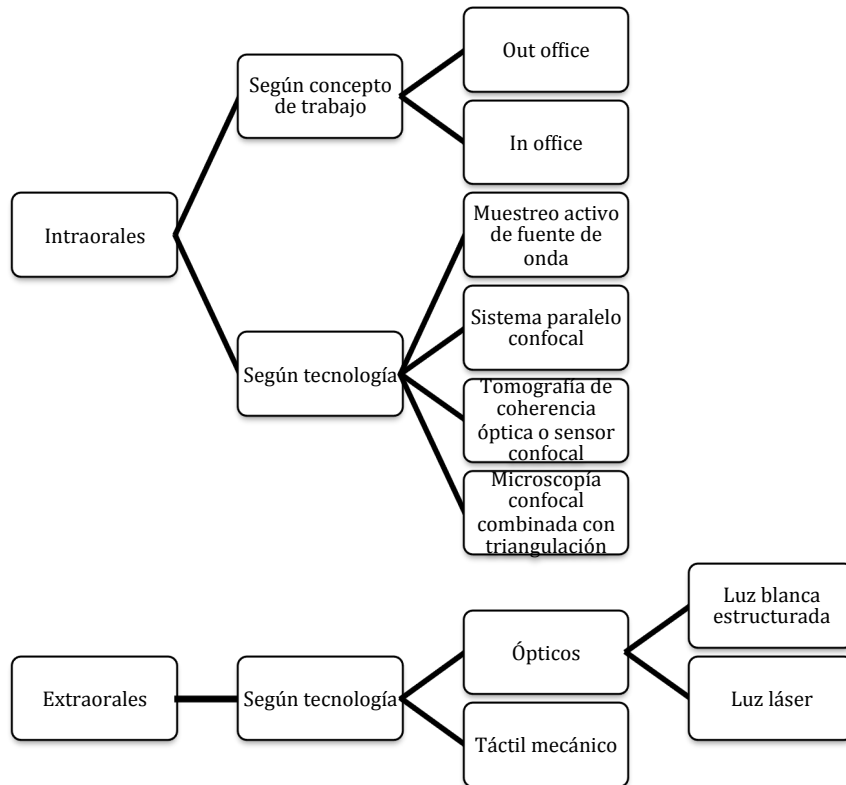 Out office
Según concepto
de trabajo
In office
Intraorales
Muestreo activo
de fuente de
onda
Sistema paralelo
confocal
Según tecnología
Tomografía de
coherencia
óptica o sensor
confocal
Microscopía
confocal
combinada con
triangulación
Extraorales
Según tecnología
Ópticos
Luz blanca
estructurada
Luz láser
Táctil mecánico